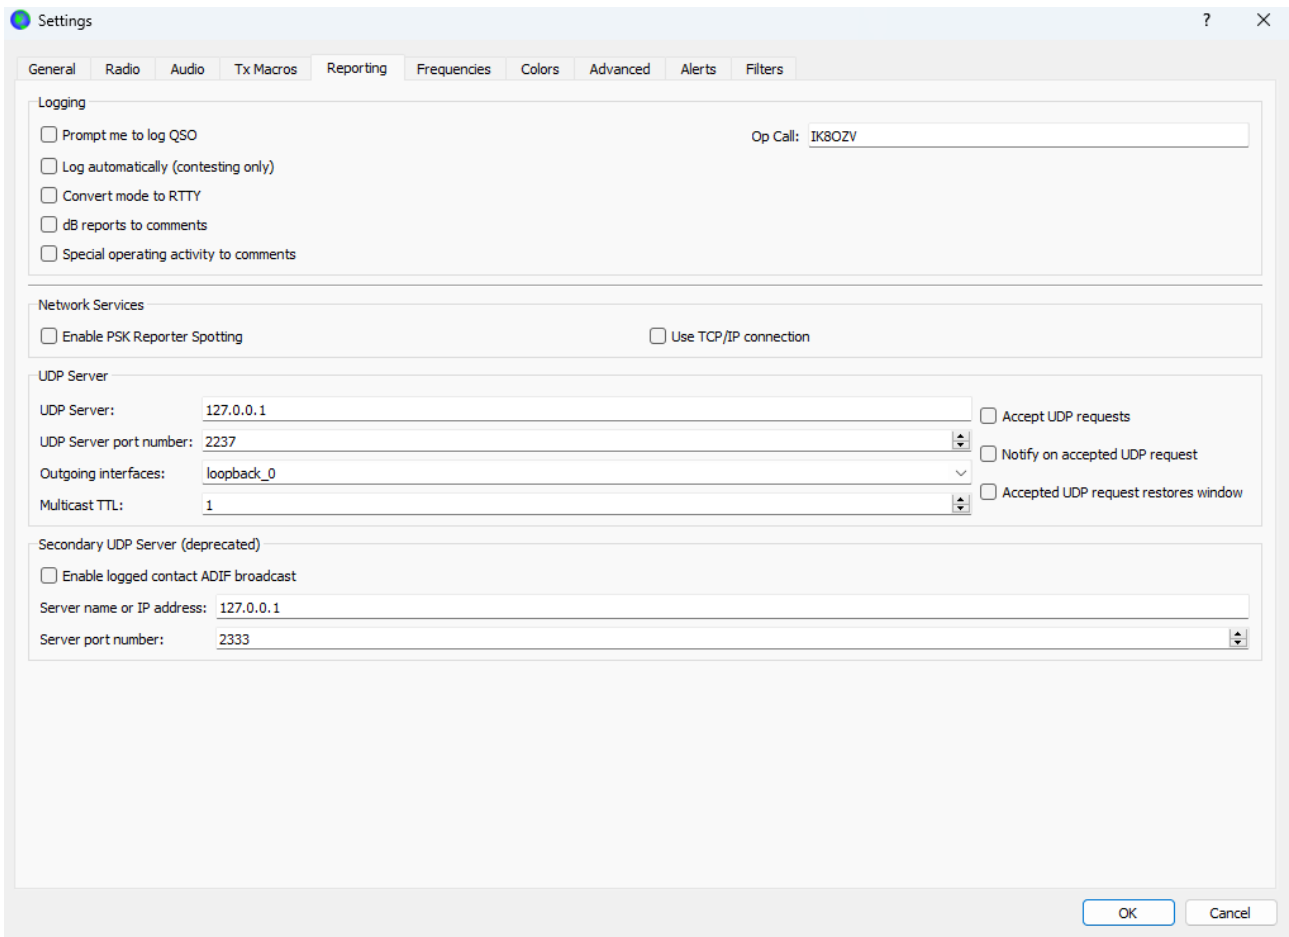 Settings
?
General Radio Audio Tx Macros Reporting Frequencies Colors Advanced Alerts Filters
Logging
Prompt me to log QSO
Op Call: IK8OZV
Log automatically (contesting only)
Convert mode to RTTY
dB reports to comments
Special operating activity to comments
Network Services
Enable PSK Reporter Spotting
Use TCP/IP connection
UDP Server
UDP Server: 127.0.0.1
Accept UDP requests
UDP Server port number: 2237
Notify on accepted UDP request
Outgoing interfaces: loopback_0
Accepted UDP request restores window
Multicast TTL: 1
Secondary UDP Server (deprecated)
Enable logged contact ADIF broadcast
Server name or IP address: 127.0.0.1
Server port number: 2333
OK Cancel